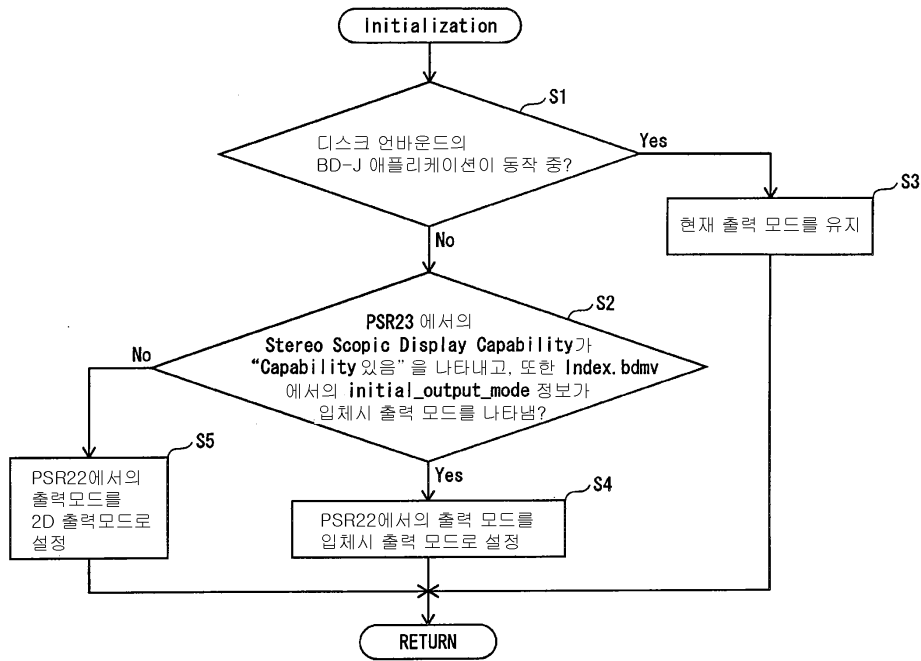 Initialization
S1
디스크 언바운드의
BD-J 애플리케이션이 동작 중?
Yes
S3
현재 출력 모드를 유지
No
S2
PSR23 에서의
Stereo Scopic Display Capability가
“Capability 있음” 을 나타내고, 또한 Index.bdmv
에서의 initial_output_mode 정보가
입체시 출력 모드를 나타냄?
No
S5
PSR22에서의
출력모드를
2D 출력모드로
설정
Yes
S4
PSR22에서의 출력 모드를
입체시 출력 모드로 설정
RETURN